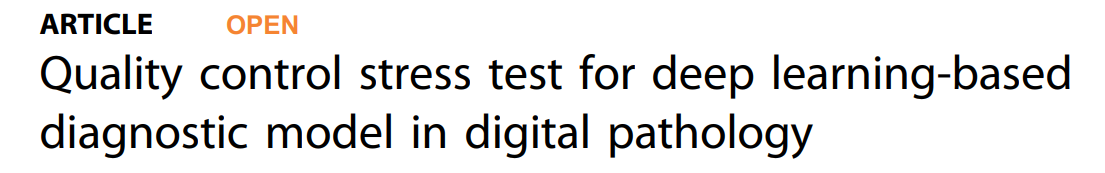 ARTICLE OPEN
Quality control stress test for deep learning-based
diagnostic model in digital pathology